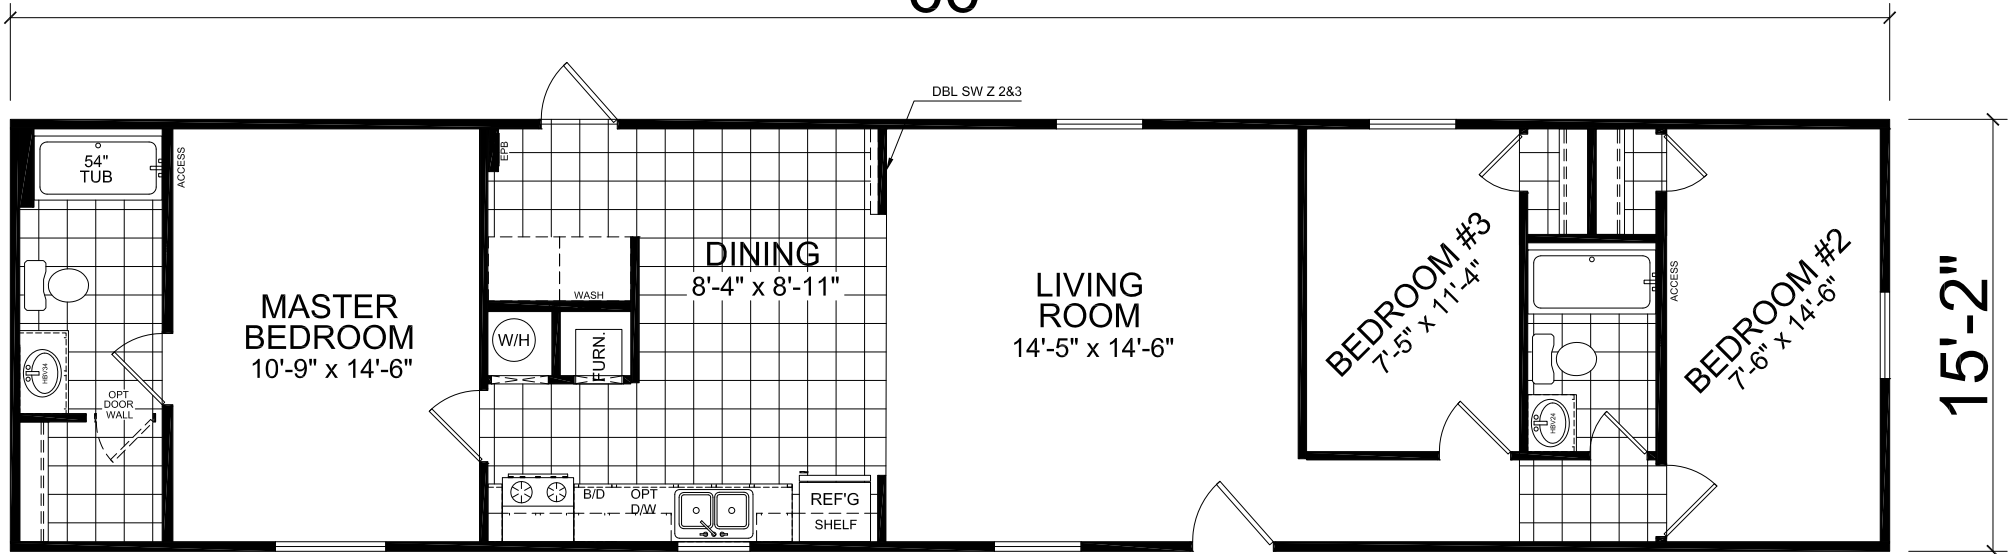 DBL SW Z 2&3
54"
TUB
ACCESS
EPB
DINING
8'-4" x 8'-11"
WASH
W/H
FURN.
MASTER
BEDROOM
10'-9" x 14'-6"
HBV34
OPT
DOOR
WALL
B/D
OPT
D/W
REF'G
SHELF
LIVING
ROOM
14'-5" x 14'-6"
BEDROOM #3
7'-5" x 11'-4"
ACCESS
HBV24
BEDROOM #2
7'-6" x 14'-6"
15'-2"